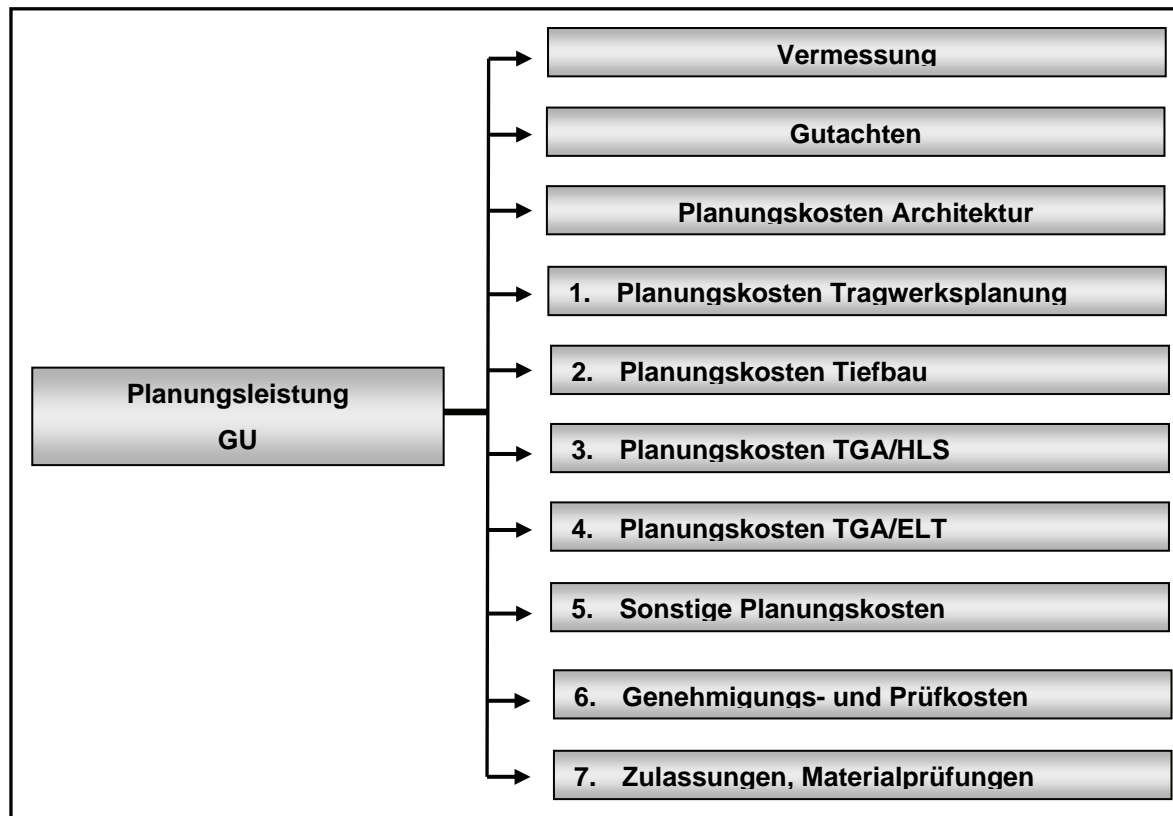 Vermessung
Gutachten
Planungskosten Architektur
1. Planungskosten Tragwerksplanung
Planungsleistung
GU
2. Planungskosten Tiefbau
3. Planungskosten TGA/HLS
4. Planungskosten TGA/ELT
5. Sonstige Planungskosten
6. Genehmigungs- und Prüfkosten
7. Zulassungen, Materialprüfungen